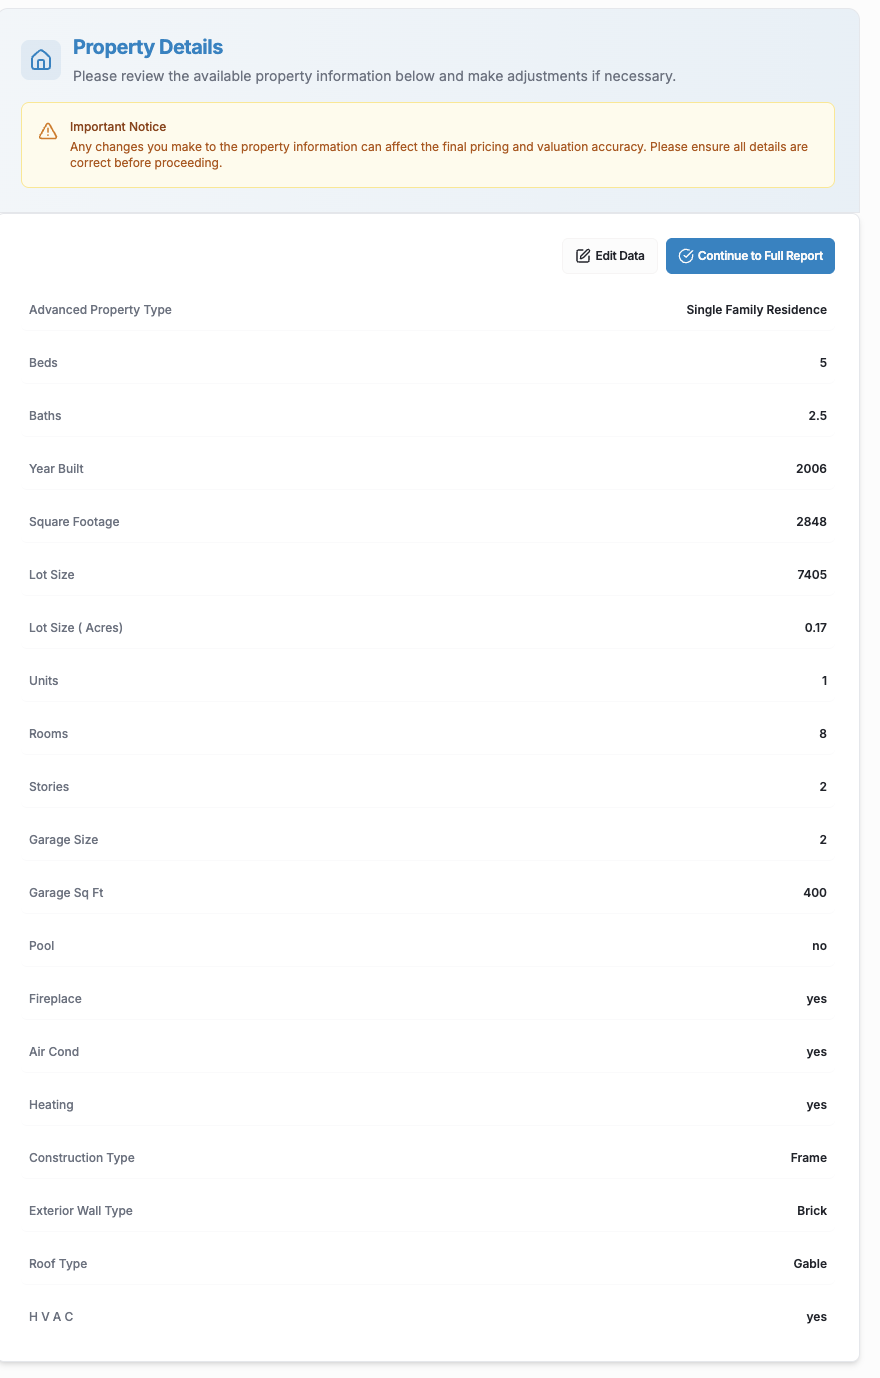 Property Details
Please review the available property information below and make adjustments if necessary.
Important Notice
Any changes you make to the property information can affect the final pricing and valuation accuracy. Please ensure all details are
correct before proceeding.
Edit Data
Continue to Full Report
Advanced Property Type Single Family Residence
Beds 5
Baths 2.5
Year Built 2006
Square Footage 2848
Lot Size 7405
Lot Size ( Acres) 0.17
Units 1
Rooms 8
Stories 2
Garage Size 2
Garage Sq Ft 400
Pool no
Fireplace yes
Air Cond yes
Heating yes
Construction Type Frame
Exterior Wall Type Brick
Roof Type Gable
H V A C yes